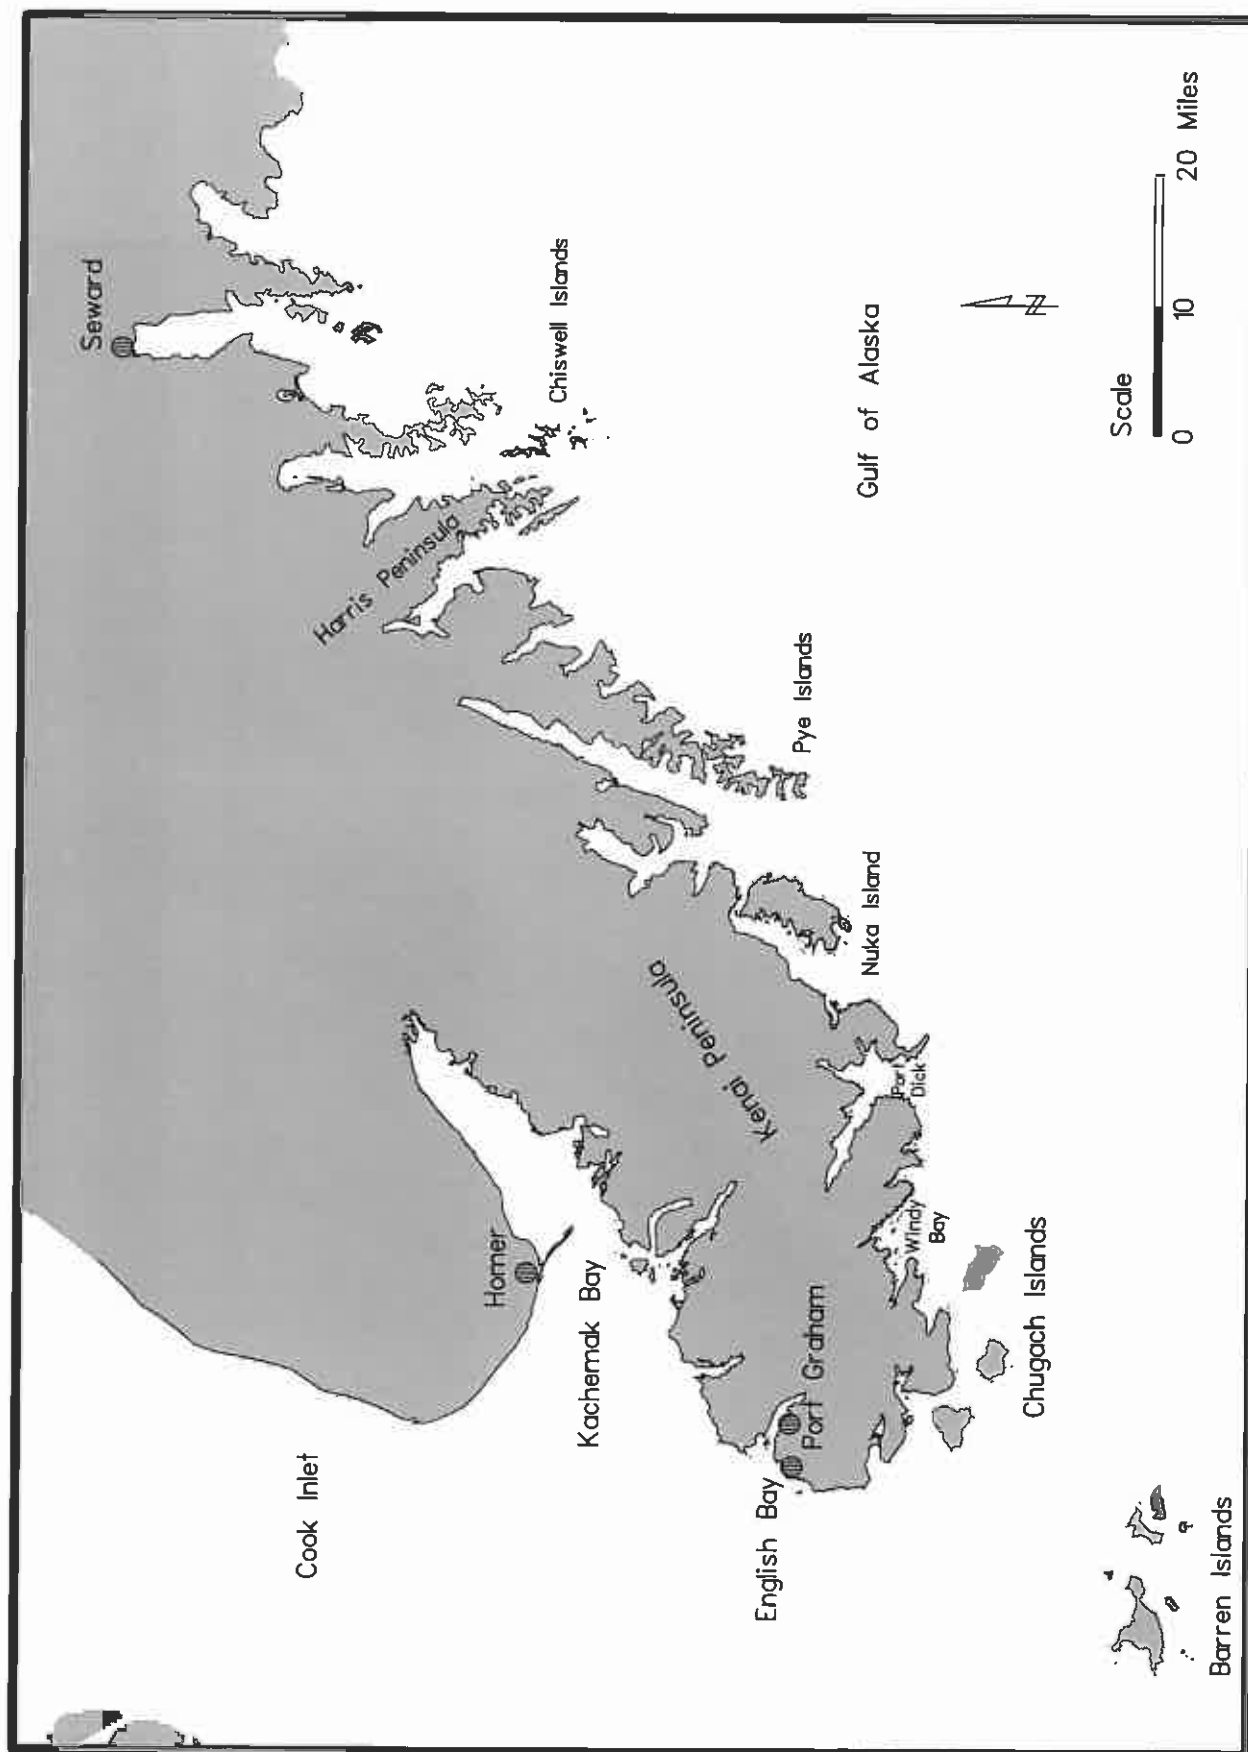 Seward
Chiswell Islands
Harris Peninsula
Gulf of Alaska
Scale
0 10 20 Miles
Pye Islands
Nuka Island
Kenai Peninsula
Port
Dick
Windy
Bay
Homer
Kachemak Bay
Cook Inlet
Port Graham
English Bay
Chugach Islands
Barren Islands